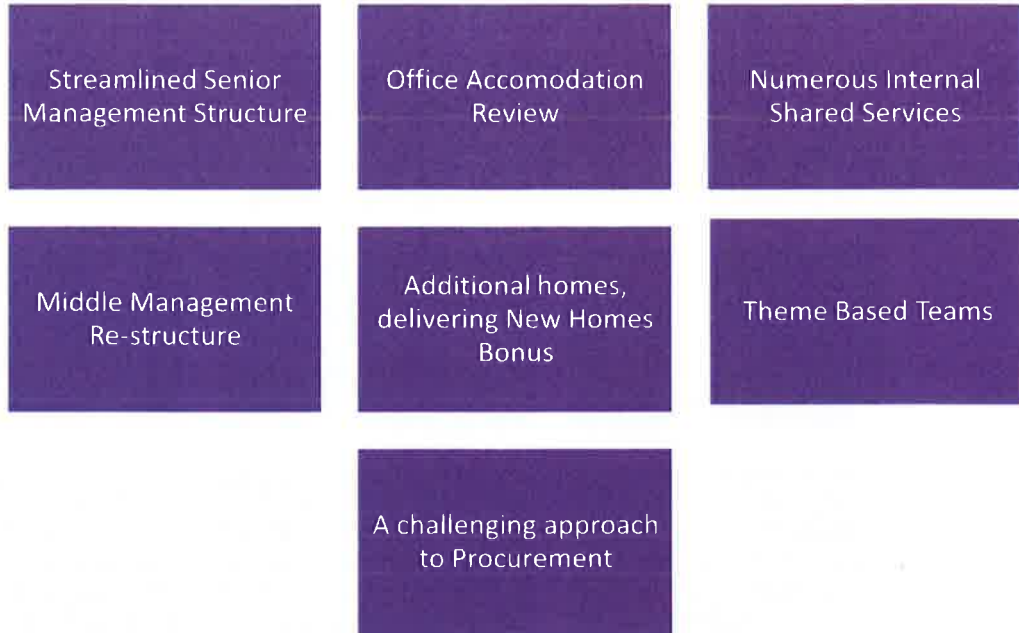 Streamlined Senior
Management Structure
Office Accomodation
Review
Numerous Internal
Shared Services
Middle Management
Re-structure
Additional homes,
delivering New Homes
Bonus
Theme Based Teams
A challenging approach
to Procurement